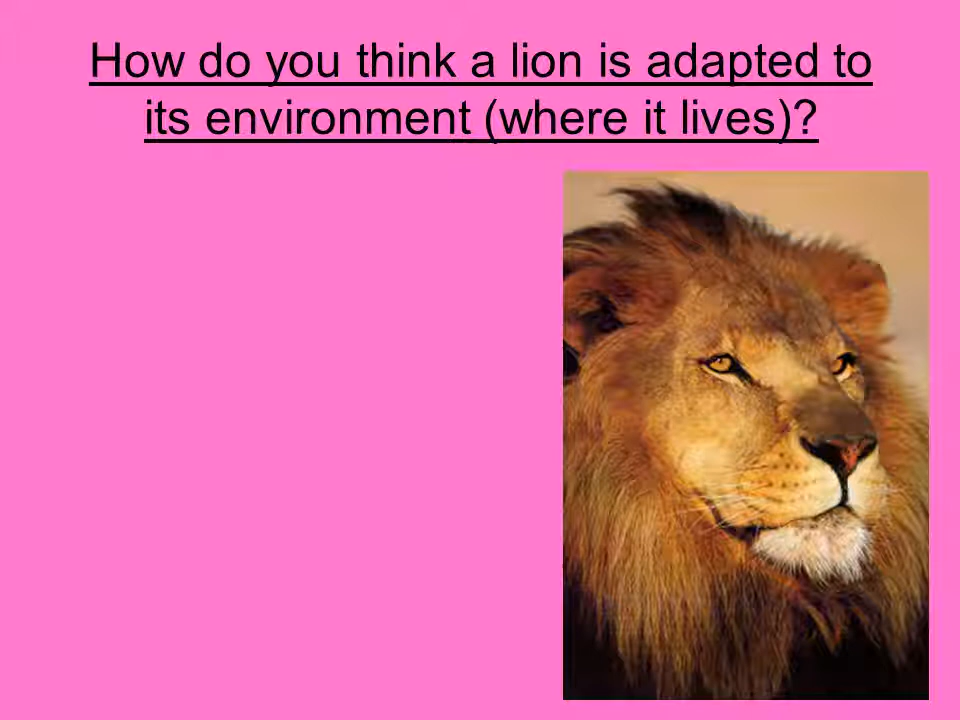 How do you think a lion is adapted to
its environment (where it lives)?